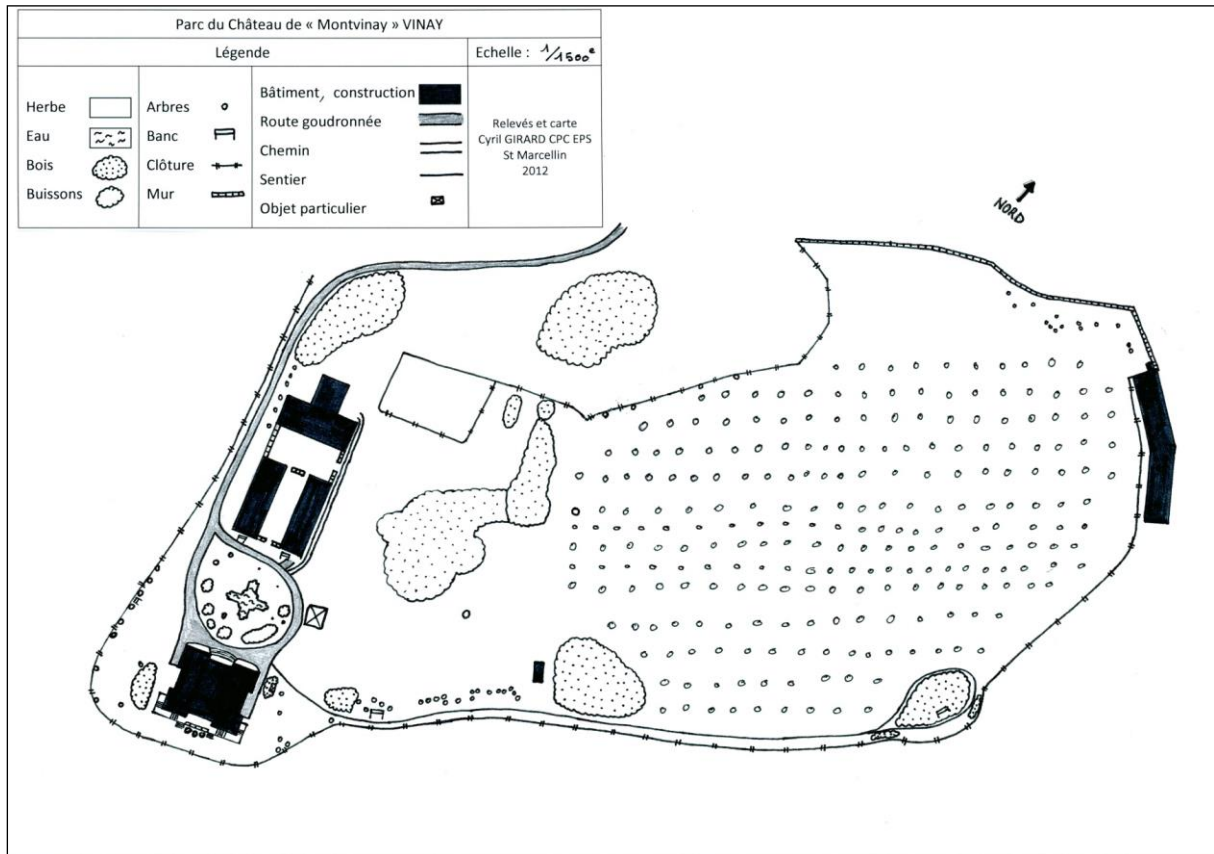 Parc du Château de « Montvinay » VINAY
Légende
Echelle : 1/1500e
Herbe
Eau
Bois
Buissons
Arbres
Banc
Clôture
Mur
Bâtiment, construction
Route goudronnée
Chemin
Sentier
Objet particulier
Relevés et carte
Cyril GIRARD CPC EPS
St Marcellin
2012
NORD